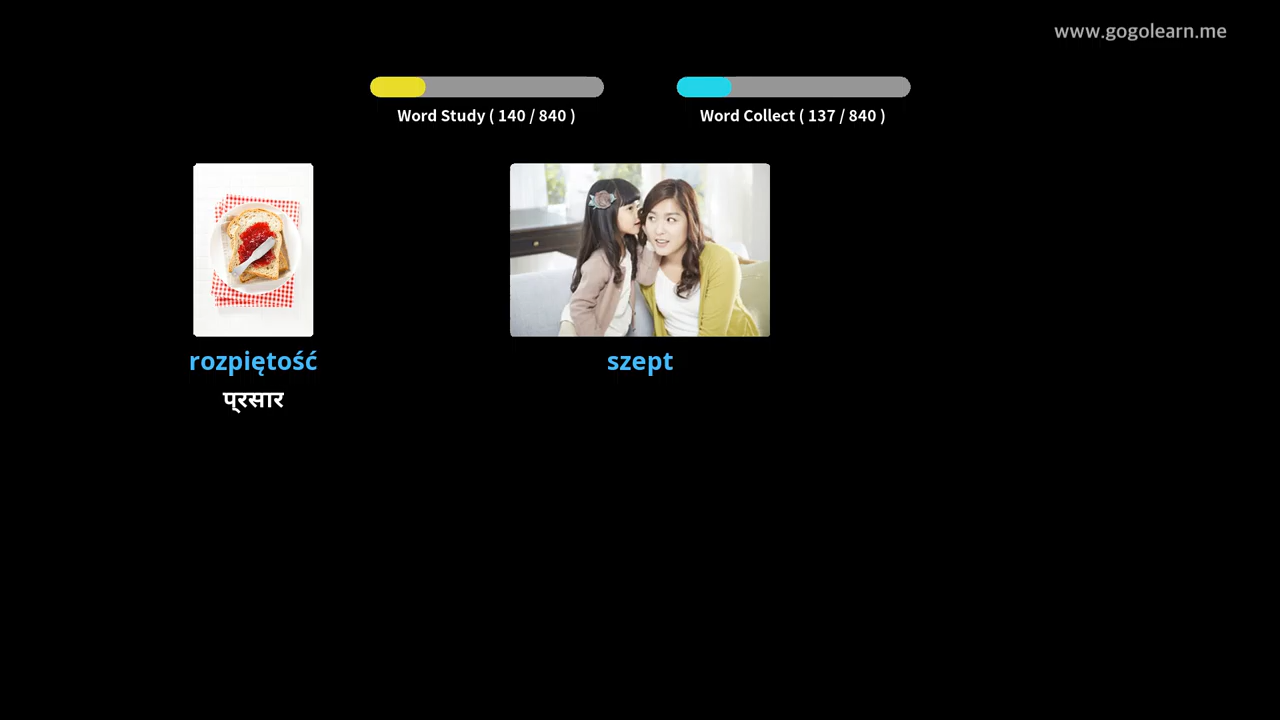 www.gogolearn.me
Word Study ( 140 / 840 )
Word Collect ( 137 / 840 )
rozpiętość
szept
प्रसार